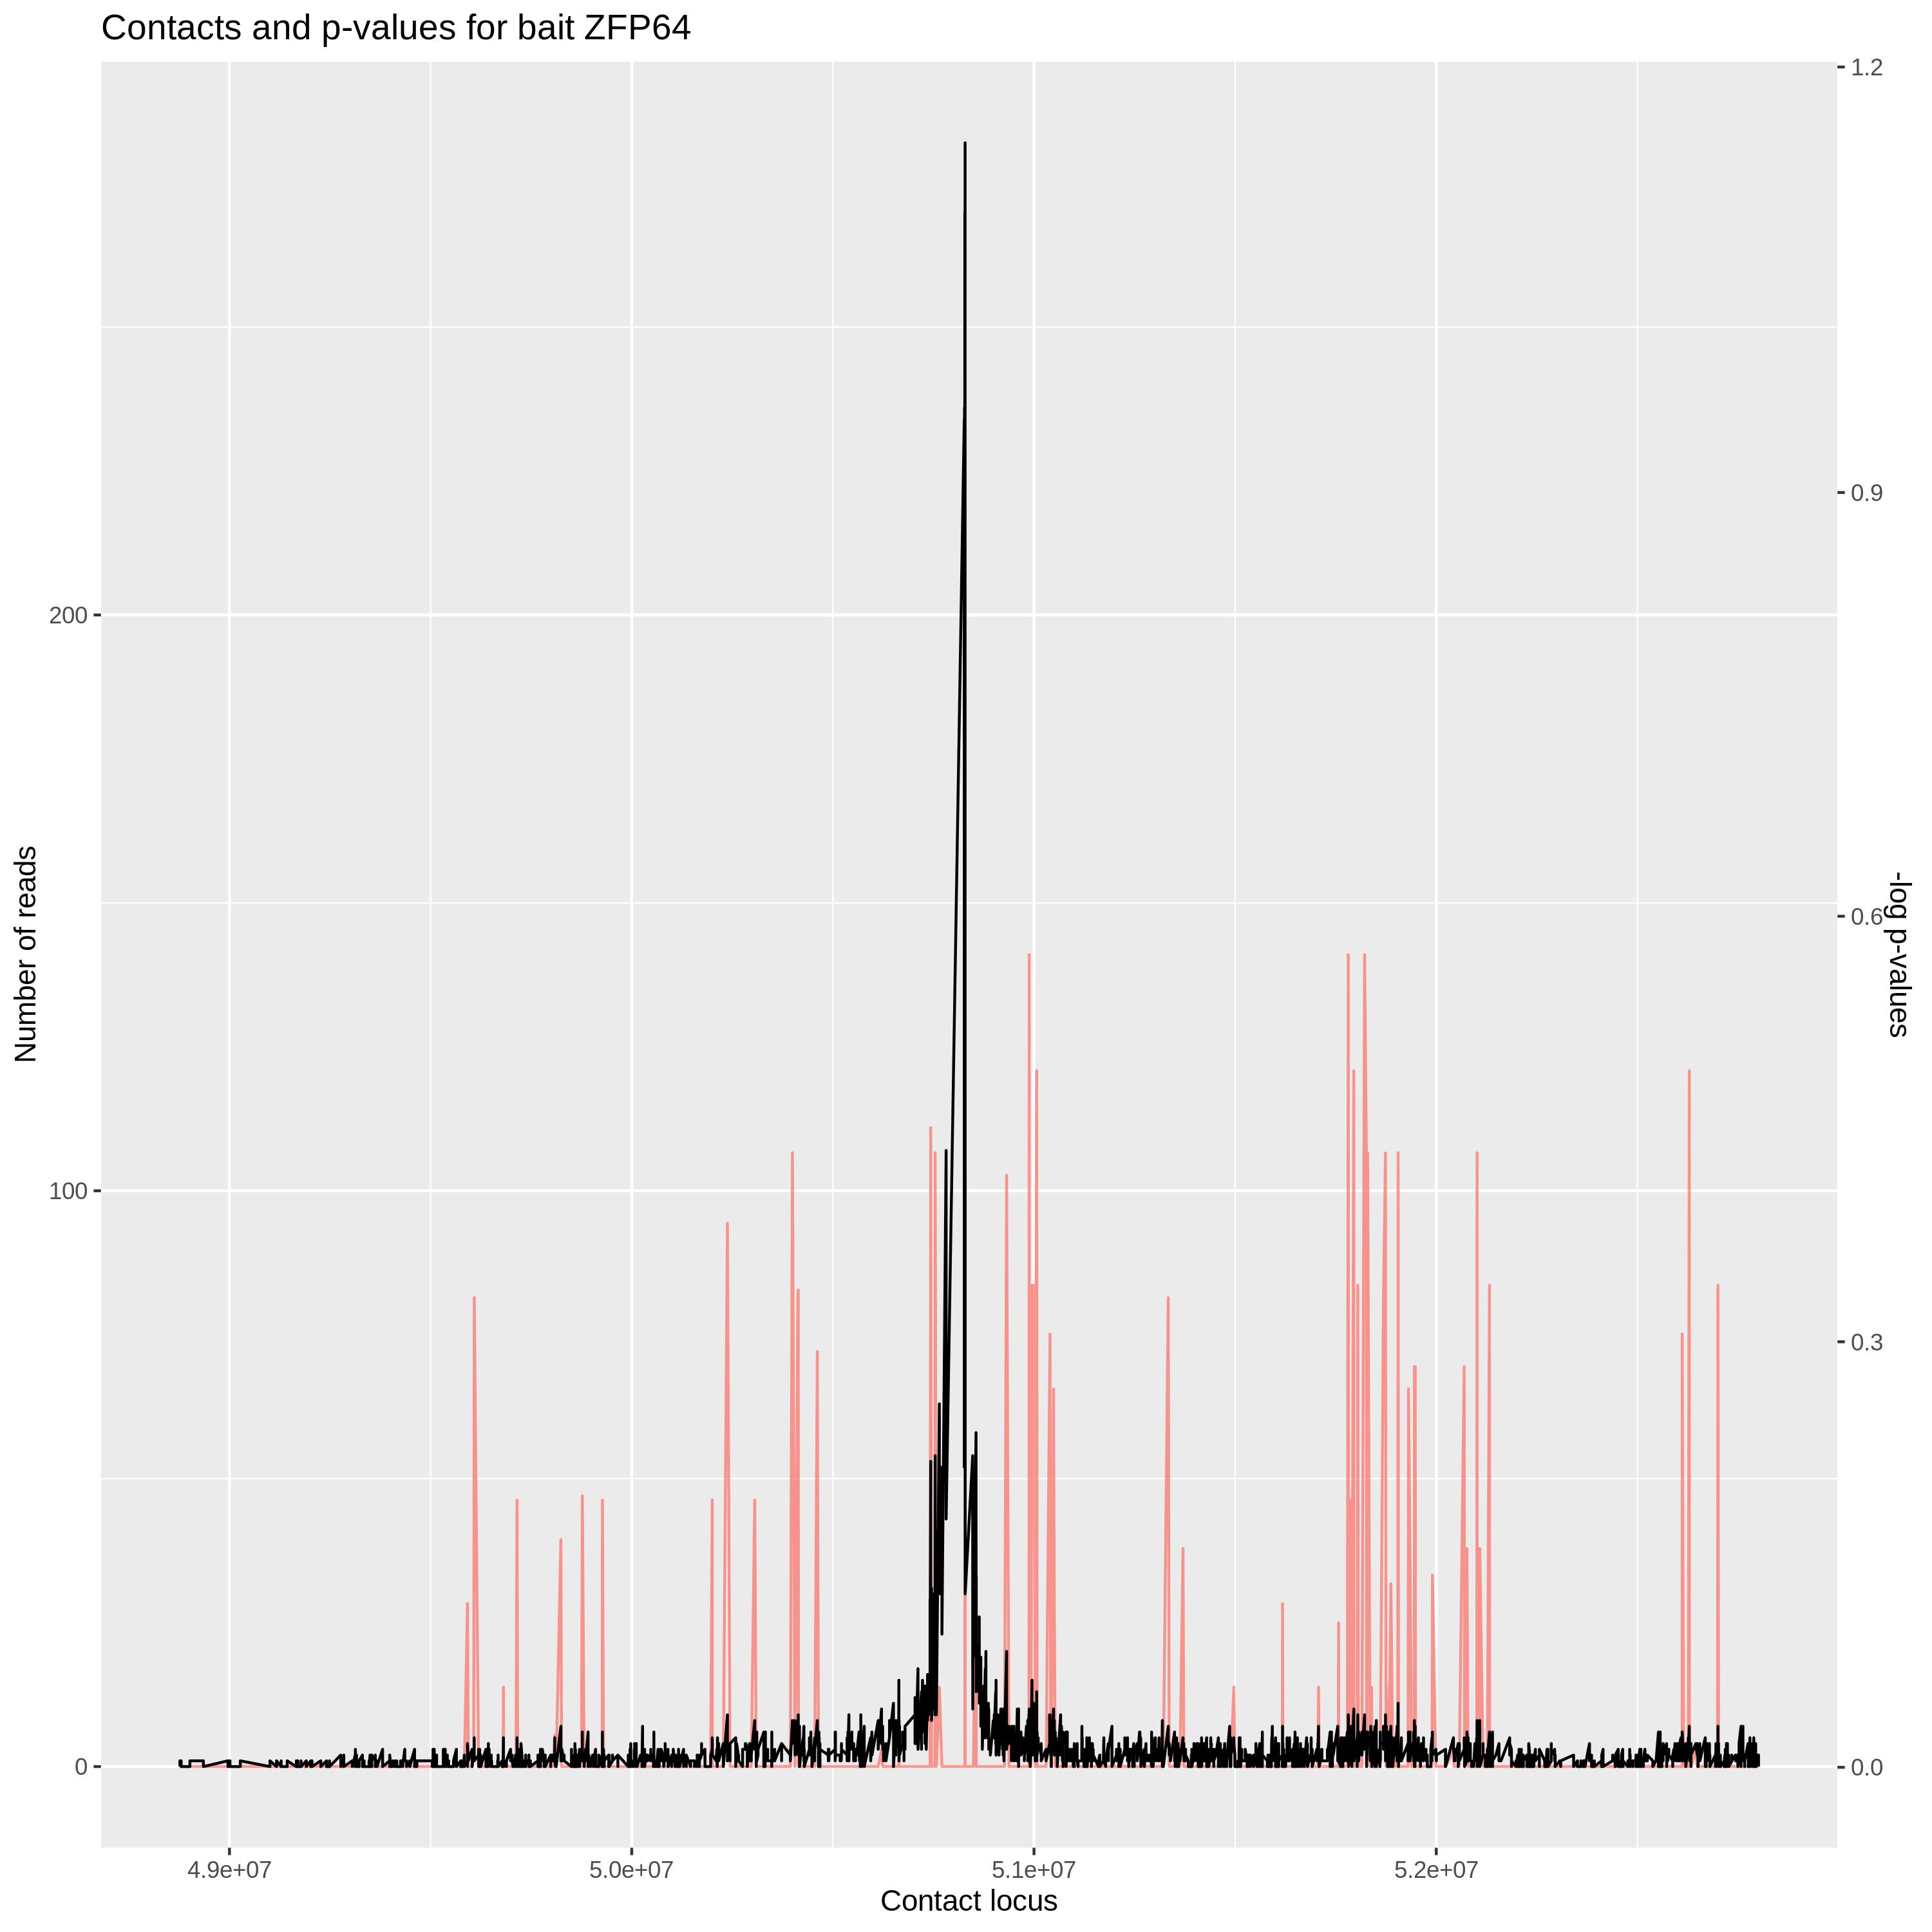 Contacts and p-values for bait ZFP64
1.2
0.9
200
Number of reads
0.6
-log p-values
100
0.3
0
0.0
4.9e+07 5.0e+07 5.1e+07 5.2e+07
Contact locus